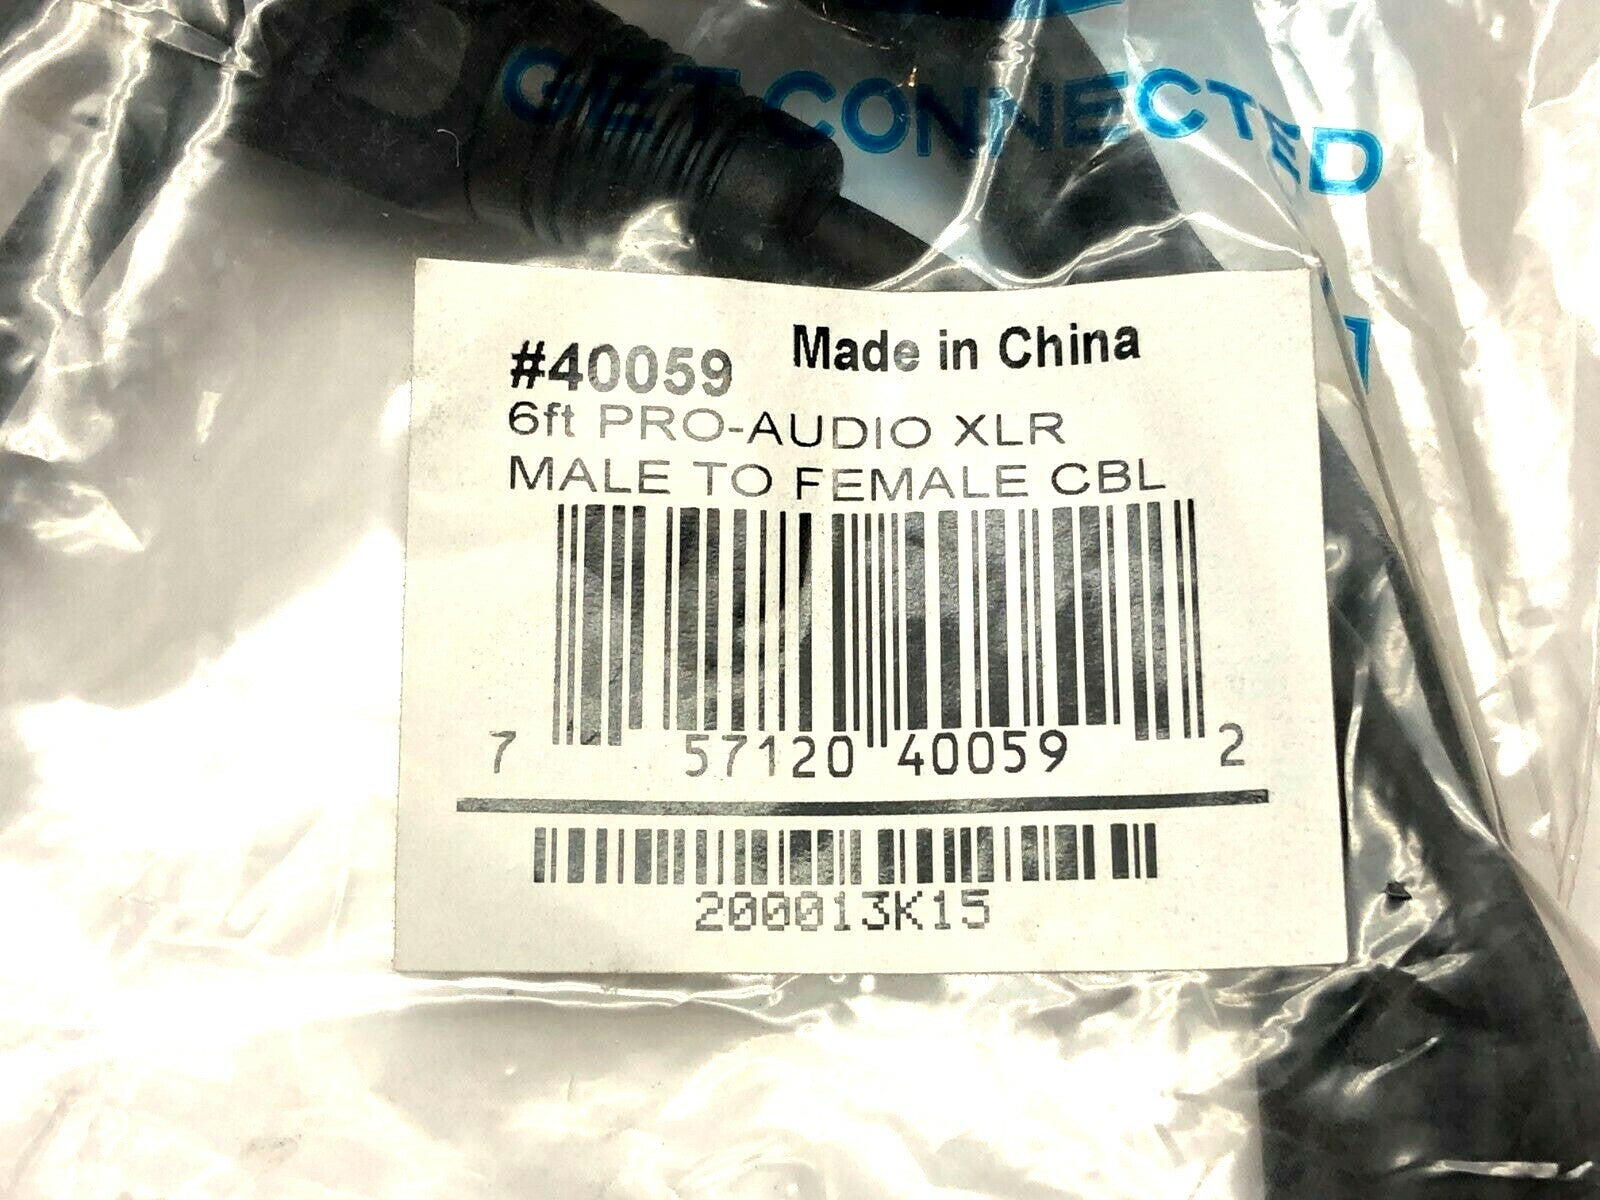 GET CONNECTED
#40059 Made in China
6ft PRO-AUDIO XLR
MALE TO FEMALE CBL
7 57120 40059 2
200013K15